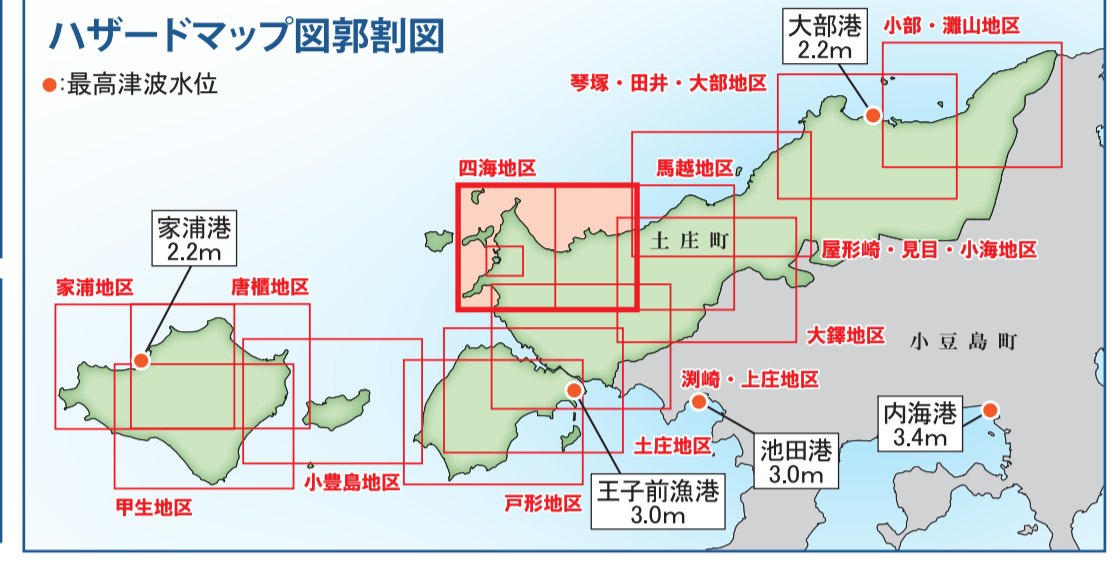 ハザードマップ図郭割図
●:最高津波水位
大部港
2.2m
小部・灘山地区
琴塚・田井・大部地区
四海地区
馬越地区
土庄町
家浦港
2.2m
屋形崎・見目・小海地区
家浦地区
唐櫃地区
大鐸地区
小豆島町
渕崎・上庄地区
内海港
3.4m
土庄地区
池田港
3.0m
小豊島地区
戸形地区
王子前漁港
3.0m
甲生地区